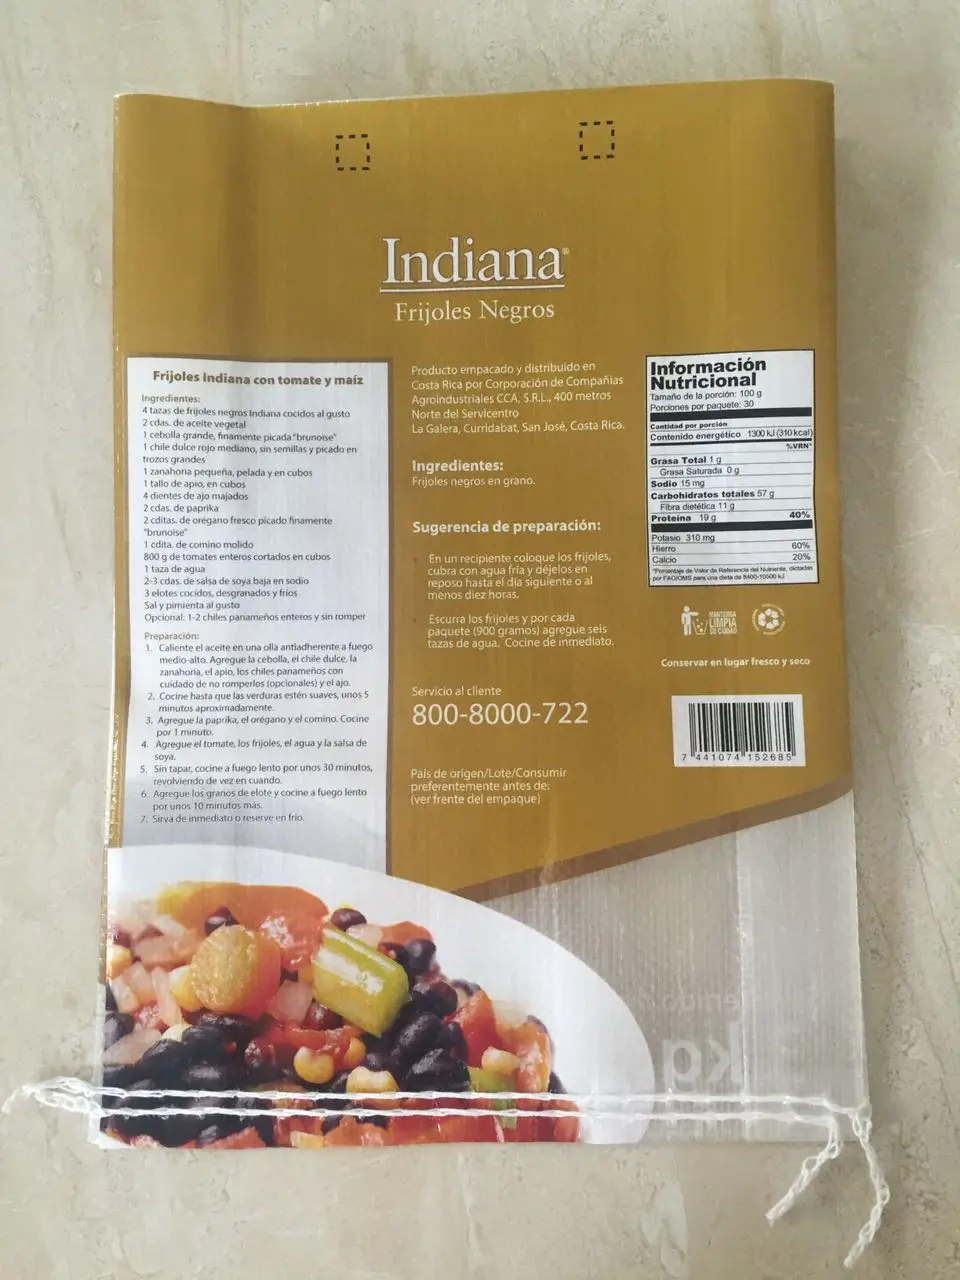 Indiana®
Frijoles Negros
Frijoles Indiana con tomate y maíz
Ingredientes:
4 tazas de frijoles negros Indiana cocidos al gusto
2 cdas. de aceite vegetal
1 cebolla grande, finamente picada "brunoise"
1 chile dulce rojo mediano, sin semillas y picado en
trozos grandes
1 zanahoria pequeña, pelada y en cubos
1 tallo de apio, en cubos
4 dientes de ajo majados
2 cdas. de paprika
2 cditas. de orégano fresco picado finamente
"brunoise"
1 cdita. de comino molido
800 g de tomates enteros cortados en cubos
1 taza de agua
2-3 cdas. de salsa de soya baja en sodio
3 elotes cocidos, desgranados y fríos
Sal y pimienta al gusto
Opcional: 1-2 chiles panameños enteros y sin romper
Preparación:
1. Caliente el aceite en una olla antiadherente a fuego
medio-alto. Agregue la cebolla, el chile dulce, la
zanahoria, el apio, los chiles panameños con
cuidado de no romperlos (opcionales) y el ajo.
2. Cocine hasta que las verduras estén suaves, unos 5
minutos aproximadamente.
3. Agregue la paprika, el orégano y el comino. Cocine
por 1 minuto.
4. Agregue el tomate, los frijoles, el agua y la salsa de
soya.
5. Sin tapar, cocine a fuego lento por unos 30 minutos,
revolviendo de vez en cuando.
6. Agregue los granos de elote y cocine a fuego lento
por unos 10 minutos más.
7. Sirva de inmediato o reserve en frío.
Producto empacado y distribuido en
Costa Rica por Corporación de Compañias
Agroindustriales CCA, S.R.L., 400 metros
Norte del Servicentro
La Galera, Curridabat, San José, Costa Rica.
Ingredientes:
Frijoles negros en grano.
Sugerencia de preparación:
En un recipiente coloque los frijoles,
cubra con agua fría y déjelos en
reposo hasta el día siguiente o al
menos diez horas.
Escurra los frijoles y por cada
paquete (900 gramos) agregue seis
tazas de agua. Cocine de inmediato.
Servicio al cliente
800-8000-722
País de origen/Lote/Consumir
preferentemente antes de:
(ver frente del empaque)
Información
Nutricional
Tamaño de la porción: 100 g
Porciones por paquete: 30
Cantidad por porción
Contenido energético 1300 kJ (310 kcal)
%VRN*
Grasa Total 1 g
Grasa Saturada 0 g
Sodio 15 mg
Carbohidratos totales 57 g
Fibra dietética 11 g
Proteína 19 g 40%
Potasio 310 mg
Hierro 60%
Calcio 20%
*Porcentaje de Valor de Referencia del Nutriente, dictadas
por FAO/OMS para una dieta de 8400-10500 kJ
MANTENGA
LIMPIA
SU CIUDAD
Conservar en lugar fresco y seco
7 441074 152685